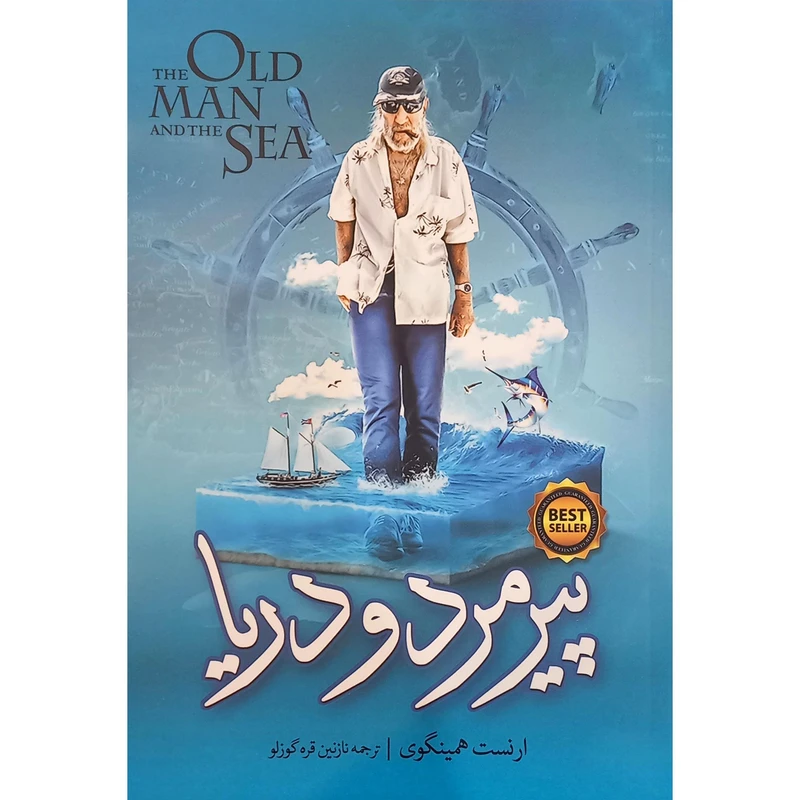 THE OLD
MAN
AND THE
SEA
BEST
SELLER
پیرمرد و دریا
ارنست همینگوی | ترجمه نازنین قره گوزلو